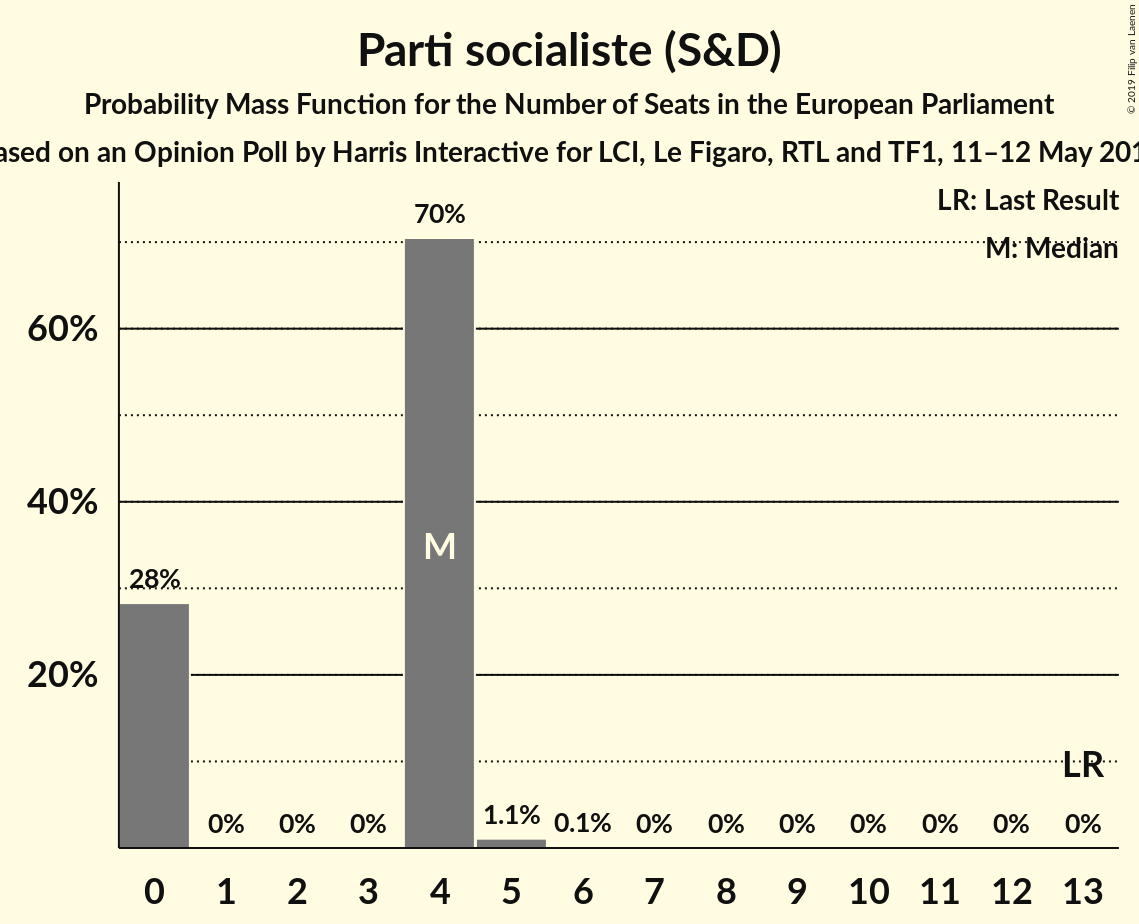 Parti socialiste (S&D)
Probability Mass Function for the Number of Seats in the European Parliament
ased on an Opinion Poll by Harris Interactive for LCI, Le Figaro, RTL and TF1, 11–12 May 201
© 2019 Filip van Laenen
LR: Last Result
M: Median
70%
60%
40%
M
28%
20%
LR
0%
0%
0%
1.1%
0.1%
0%
0%
0%
0%
0%
0%
0%
0 1 2 3 4 5 6 7 8 9 10 11 12 13